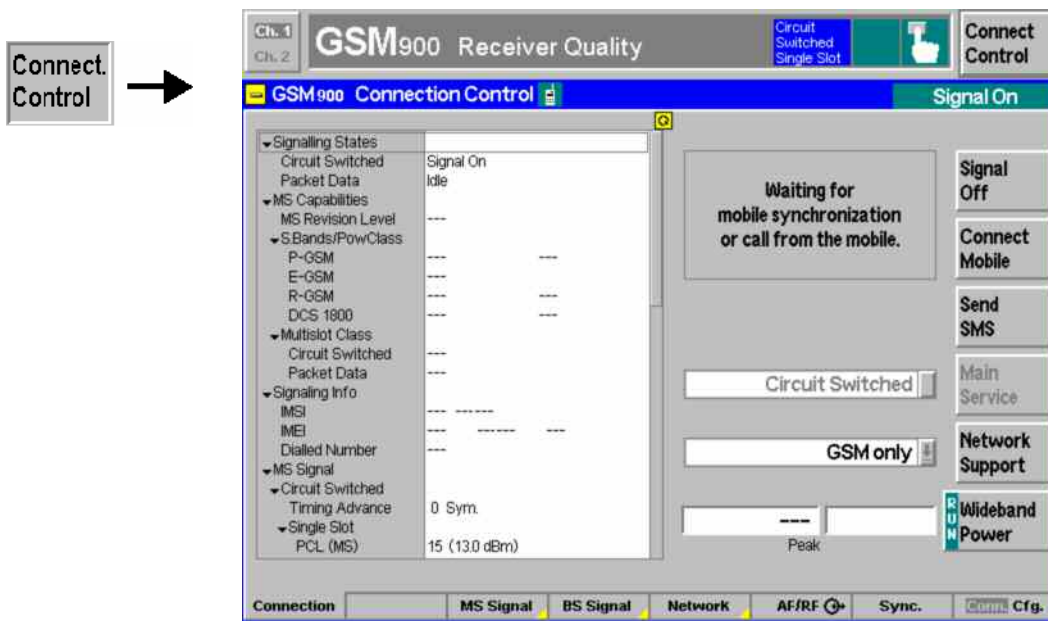 Connect.
Control
Ch. 1
Ch. 2
GSM900 Receiver Quality
Circuit
Switched
Single Slot
Connect
Control
GSM900 Connection Control
Signal On
Signalling States
Circuit Switched Signal On
Packet Data Idle
MS Capabilities
MS Revision Level ---
S.Bands/PowClass
P-GSM --- ---
E-GSM ---
R-GSM --- ---
DCS 1800 --- ---
Multislot Class
Circuit Switched ---
Packet Data ---
Signaling Info
IMSI --- ------
IMEI --- ------ ---
Dialled Number ---
MS Signal
Circuit Switched
Timing Advance 0 Sym.
Single Slot
PCL (MS) 15 (13.0 dBm)
Waiting for
mobile synchronization
or call from the mobile.
Circuit Switched
GSM only
---
Peak
Signal
Off
Connect
Mobile
Send
SMS
Main
Service
Network
Support
RUN
Wideband
Power
Connection MS Signal BS Signal Network AF/RF Sync. Conn. Cfg.